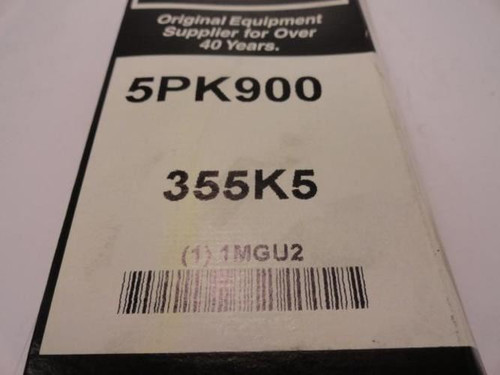 Original Equipment
Supplier for Over
40 Years.
5PK900
355K5
(1) 1MGU2